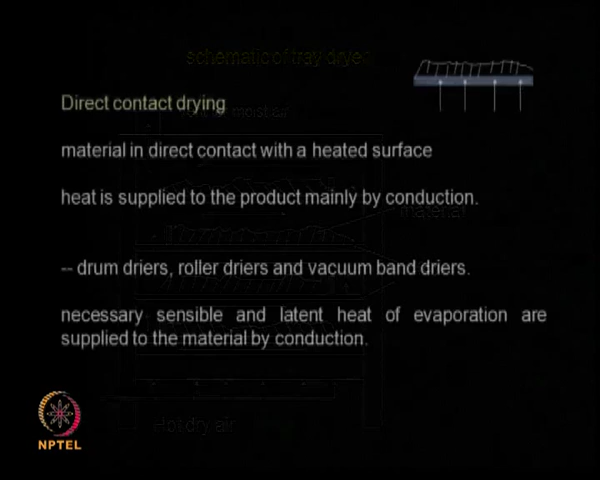 schematic of tray dryer
Direct contact drying
moist air
material in direct contact with a heated surface
heat is supplied to the product mainly by conduction.
material
-- drum driers, roller driers and vacuum band driers.
necessary sensible and latent heat of evaporation are
supplied to the material by conduction.
Hot dry air
NPTEL